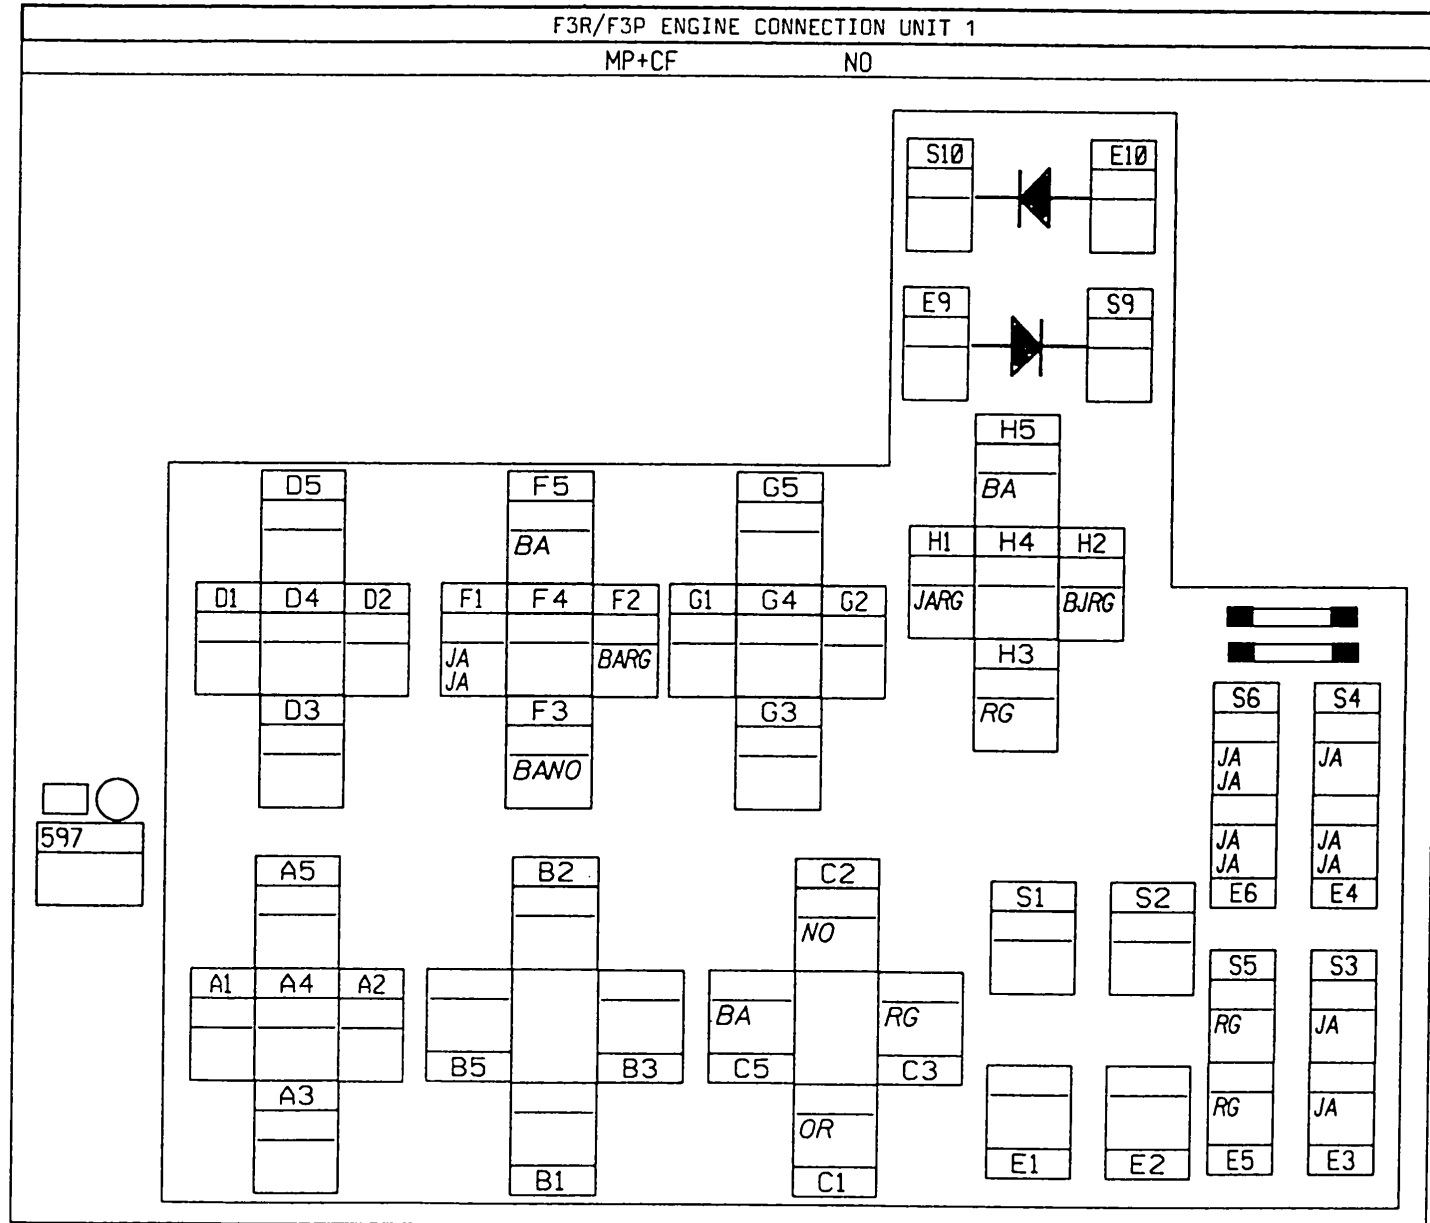 F3R/F3P ENGINE CONNECTION UNIT 1
MP+CF NO
S10 E10
E9 S9
H5
BA
D5 F5 G5
BA
H1 H4 H2
JARG BJRG
D1 D4 D2 F1 F4 F2 G1 G4 G2
JA BARG
JA
H3
RG
D3 F3 G3
BANO
S6 S4
JA JA
JA
JA JA
JA JA
E6 E4
597
A5 B2 C2
NO
S1 S2
A1 A4 A2
BA RG
B5 B3 C5 C3
S5 S3
RG JA
RG JA
E5 E3
A3
OR
B1 C1
E1 E2